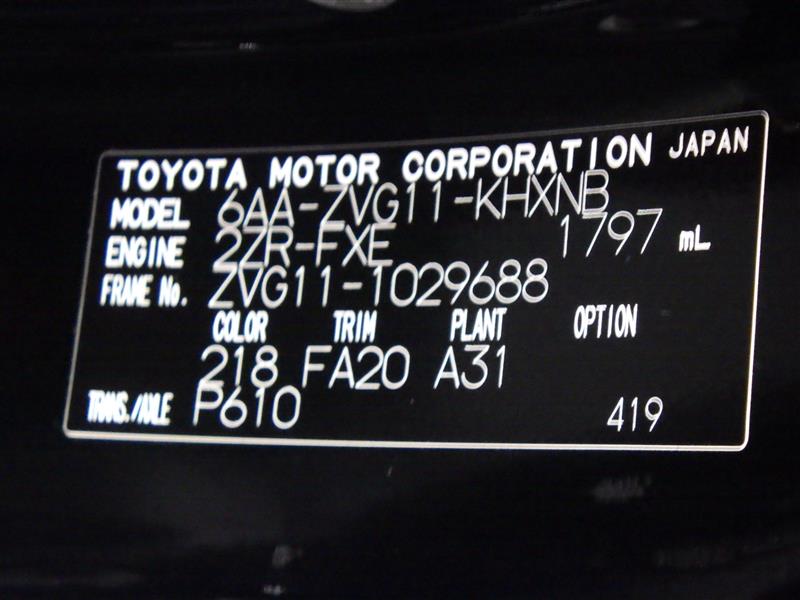 TOYOTA MOTOR CORPORATION JAPAN
MODEL 6AA-ZVG11-KHXNB
ENGINE 2ZR-FXE 1797 mL
FRAME No. ZVG11-1029688
COLOR TRIM PLANT OPTION
218 FA20 A31
TRANS./AXLE P610 419